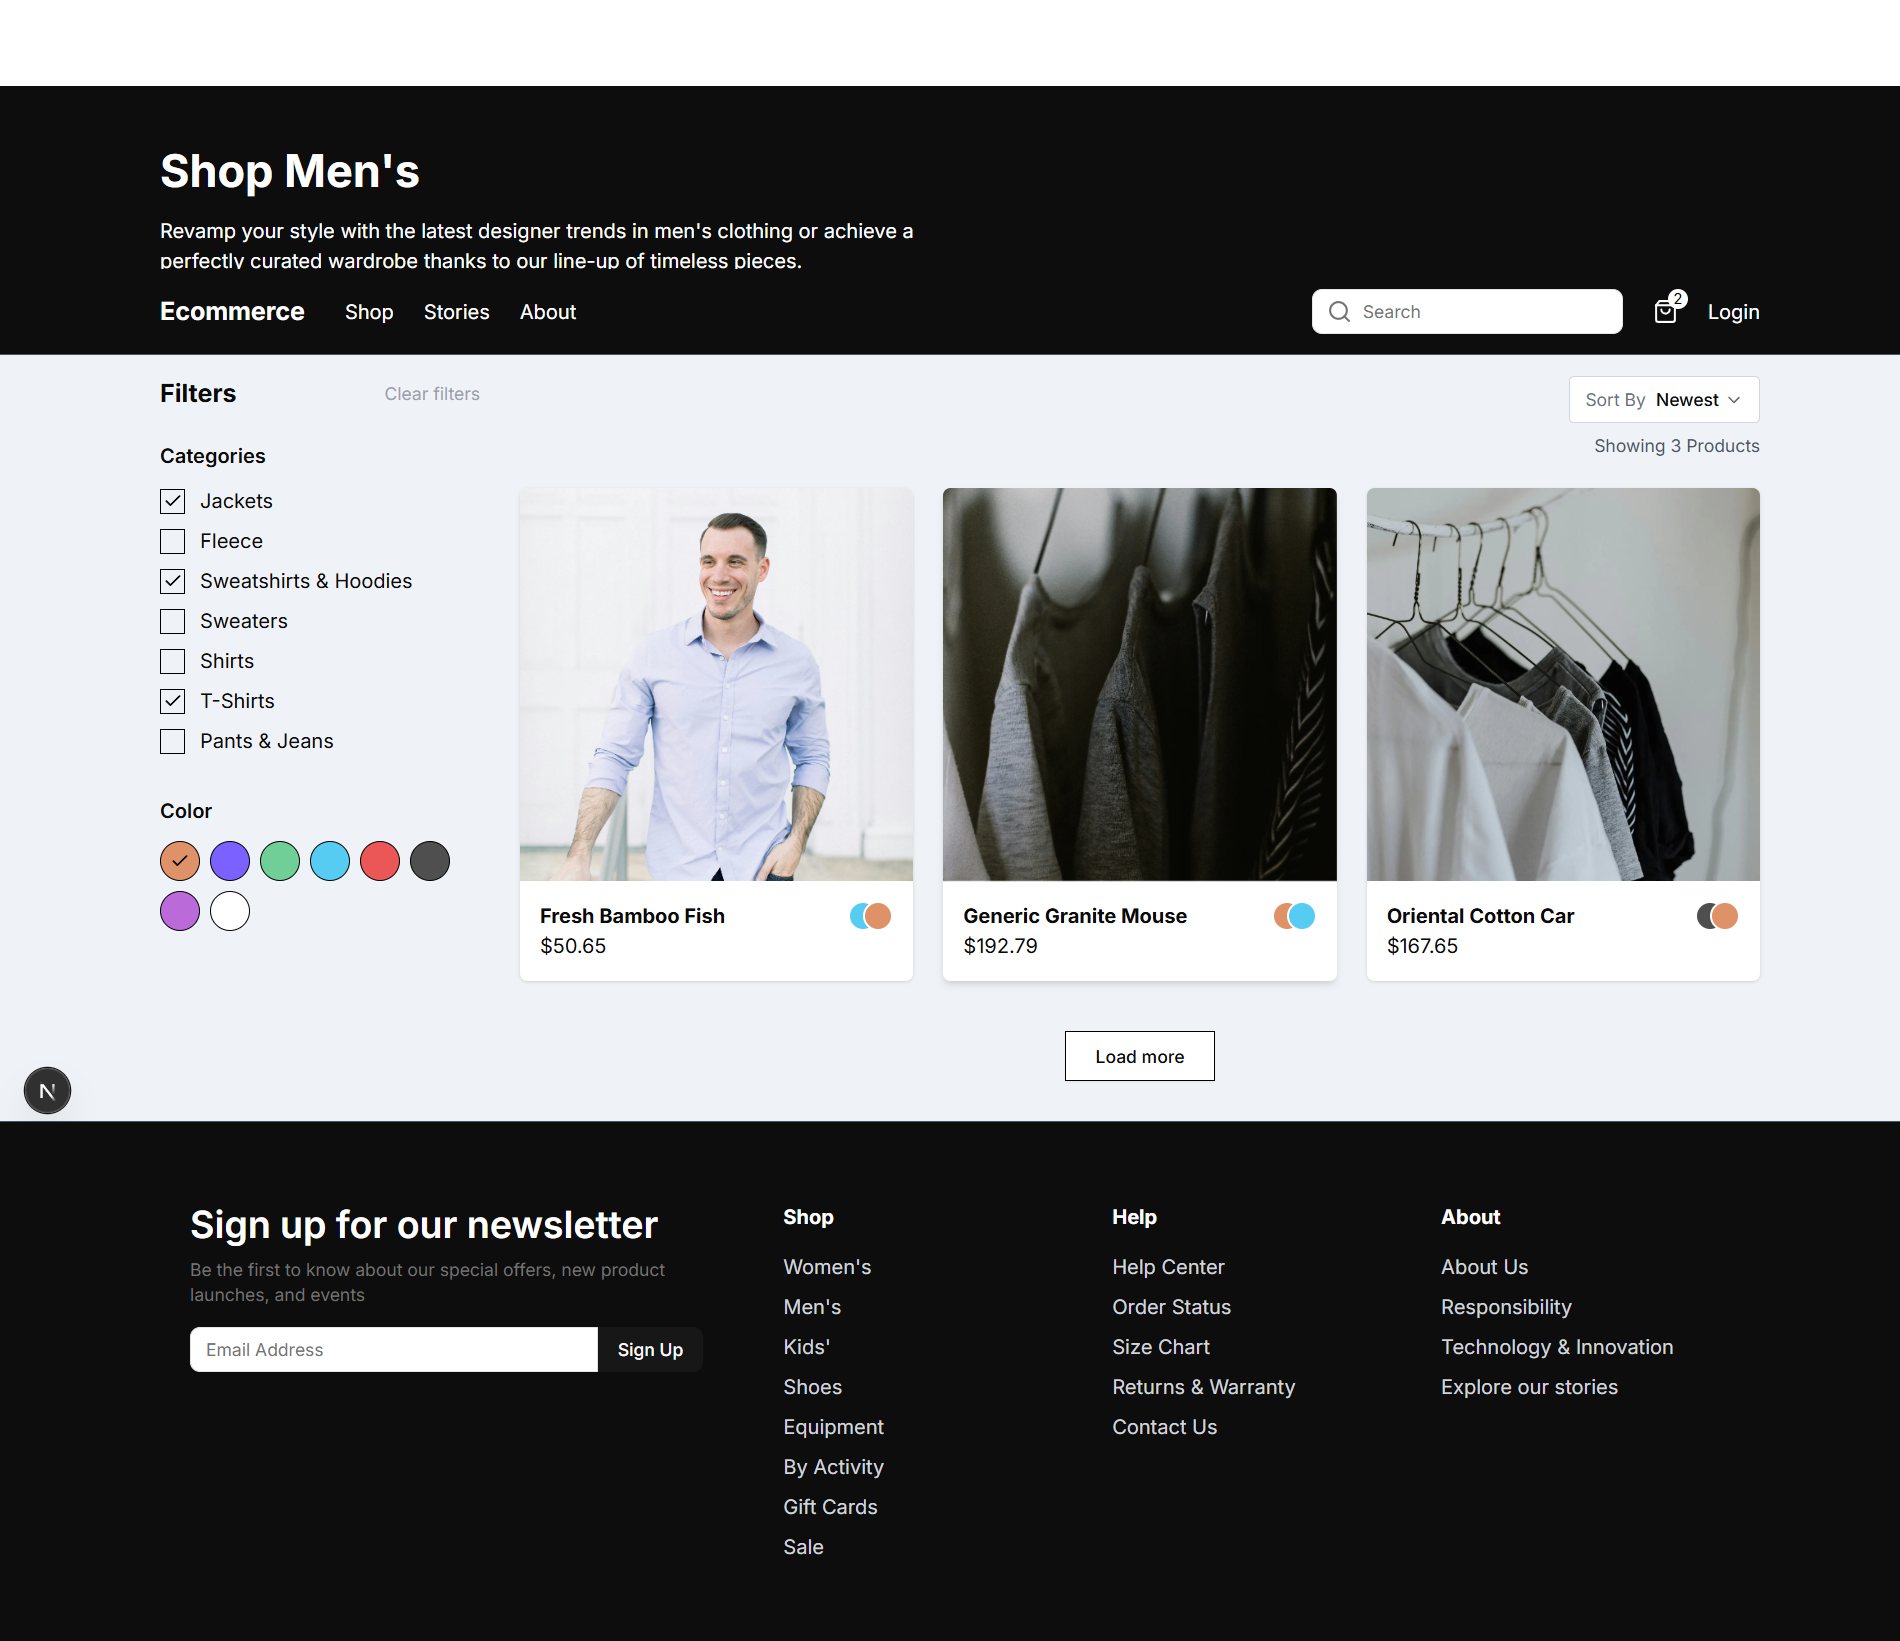 Shop Men's
Revamp your style with the latest designer trends in men's clothing or achieve a
perfectly curated wardrobe thanks to our line-up of timeless pieces.
Ecommerce
Shop
Stories
About
Search
2
Login
Filters
Clear filters
Categories
Jackets
Fleece
Sweatshirts & Hoodies
Sweaters
Shirts
T-Shirts
Pants & Jeans
Color
Sort By Newest
Showing 3 Products
Fresh Bamboo Fish
$50.65
Generic Granite Mouse
$192.79
Oriental Cotton Car
$167.65
Load more
N
Sign up for our newsletter
Be the first to know about our special offers, new product
launches, and events
Email Address
Sign Up
Shop
Women's
Men's
Kids'
Shoes
Equipment
By Activity
Gift Cards
Sale
Help
Help Center
Order Status
Size Chart
Returns & Warranty
Contact Us
About
About Us
Responsibility
Technology & Innovation
Explore our stories